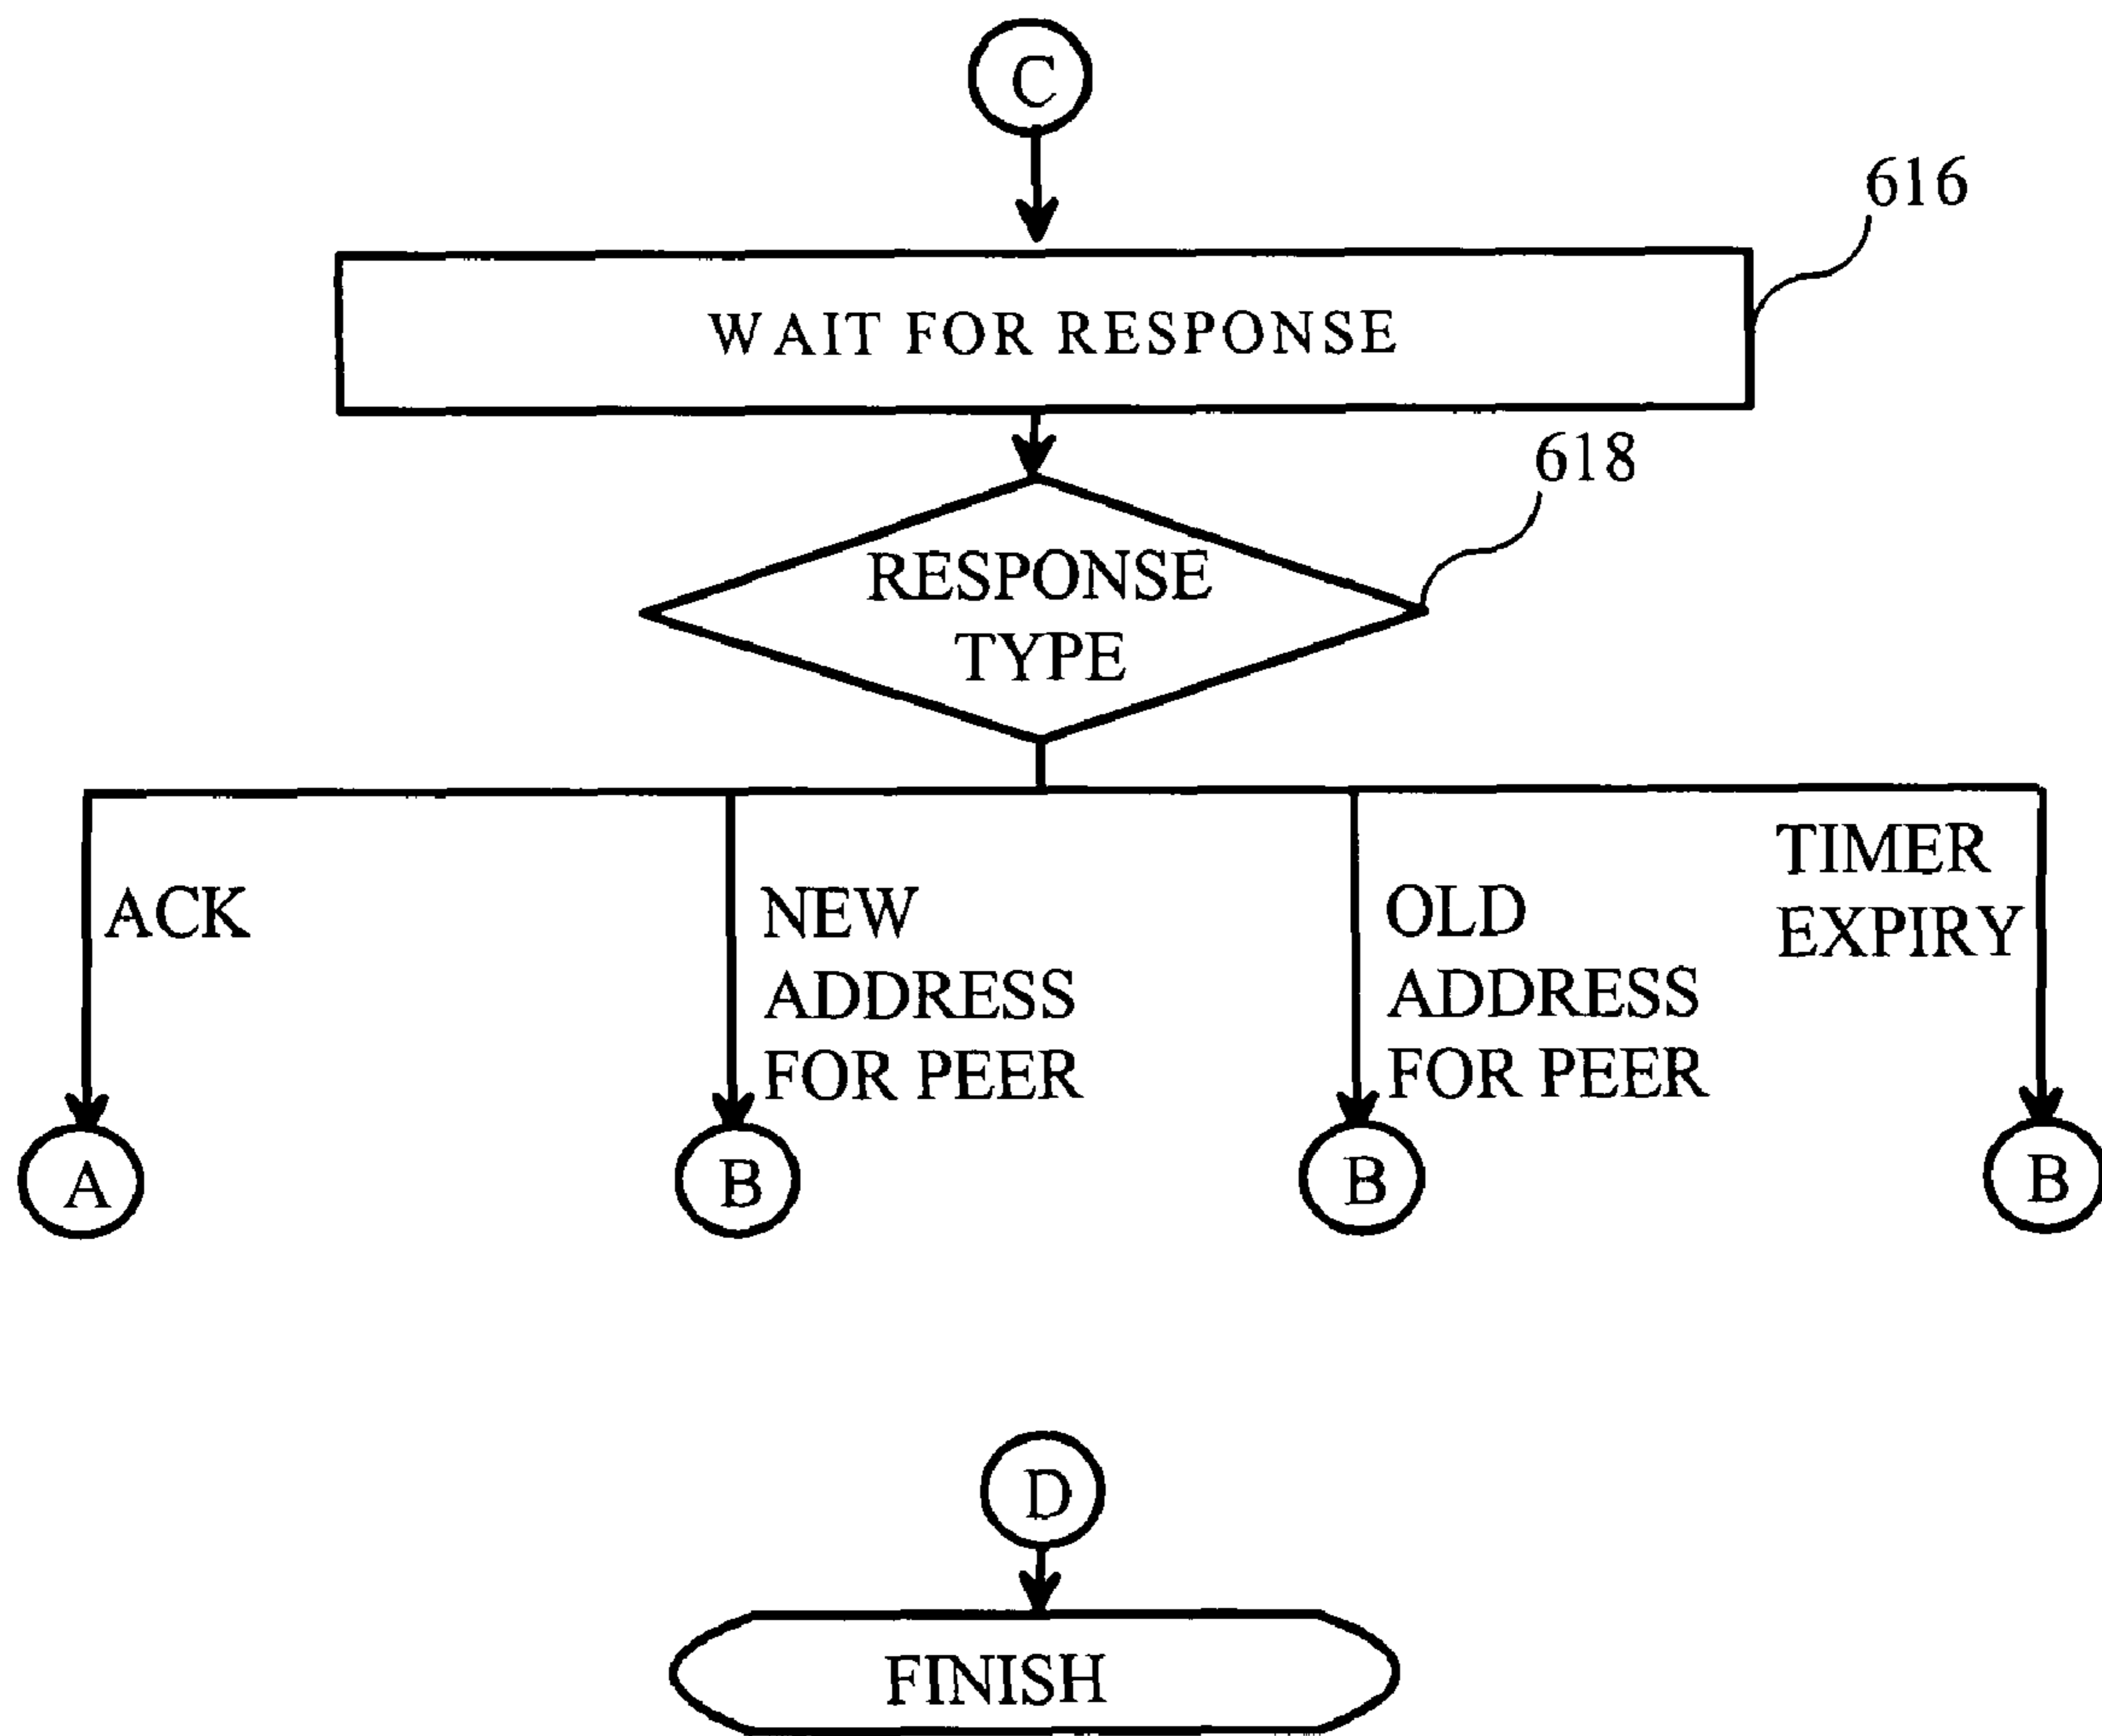 C
616
WAIT FOR RESPONSE
618
RESPONSE
TYPE
ACK
NEW
ADDRESS
FOR PEER
OLD
ADDRESS
FOR PEER
TIMER
EXPIRY
A
B
B
B
D
FINISH